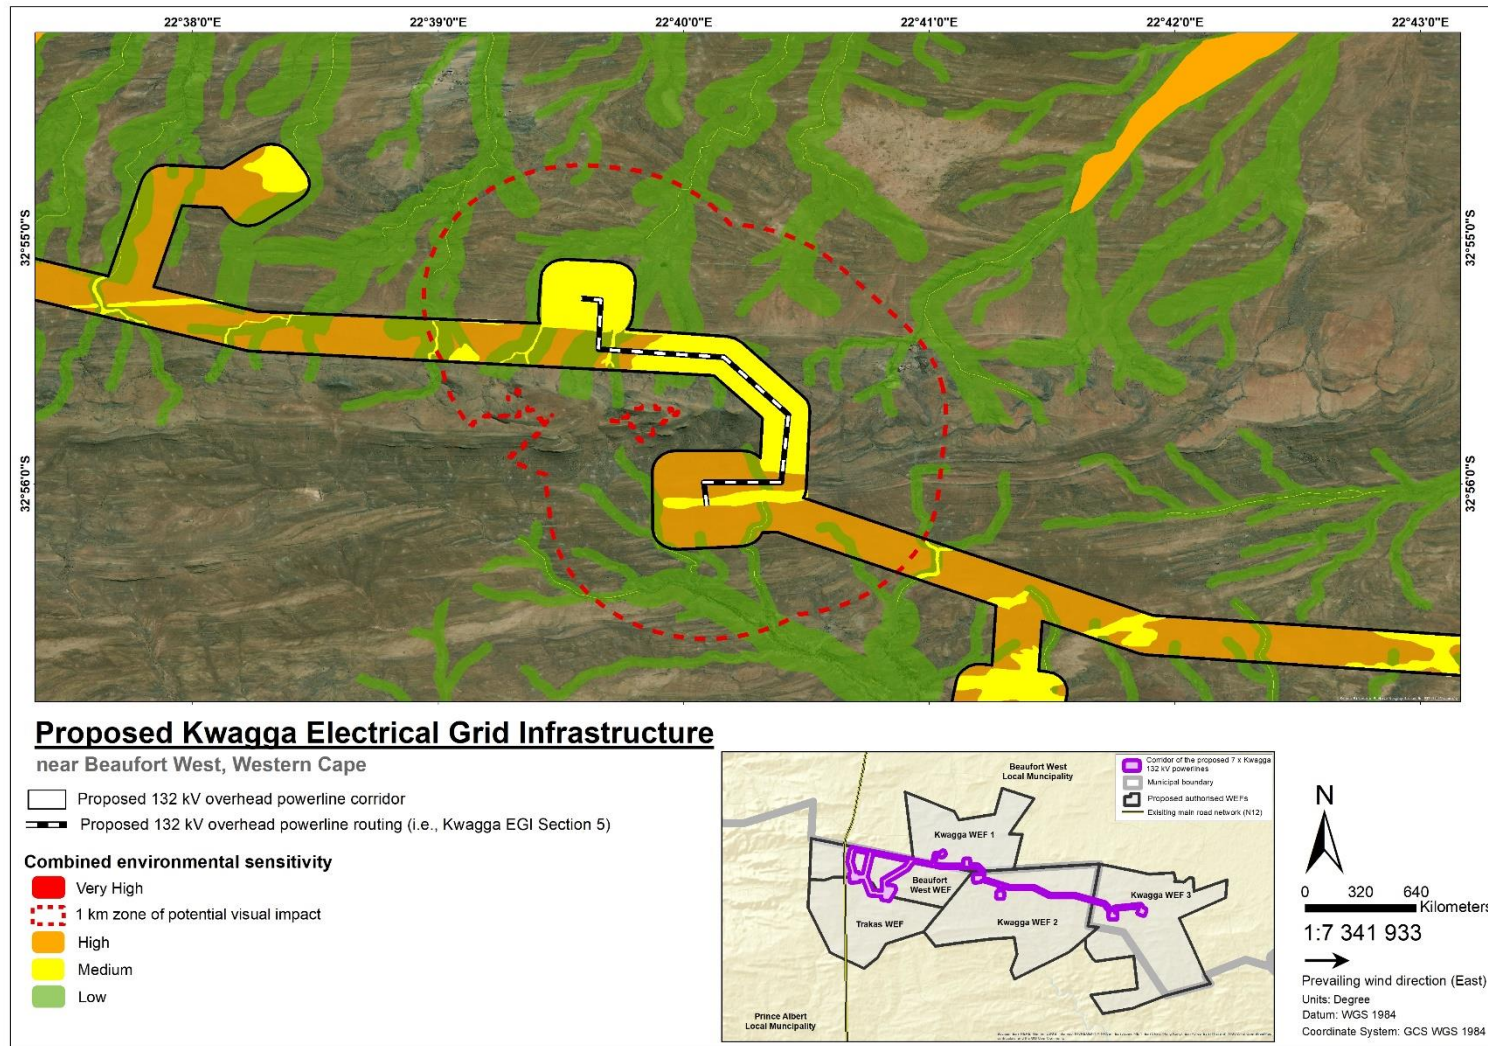 22°38'0"E
22°39'0"E
22°40'0"E
22°41'0"E
22°42'0"E
22°43'0"E
32°55'0"S
32°55'0"S
32°56'0"S
32°56'0"S
Proposed Kwagga Electrical Grid Infrastructure
near Beaufort West, Western Cape
Proposed 132 kV overhead powerline corridor
Proposed 132 kV overhead powerline routing (i.e., Kwagga EGI Section 5)
Combined environmental sensitivity
Very High
1 km zone of potential visual impact
High
Medium
Low
Beaufort West
Local Muncipality
Corridor of the proposed 7 x Kwagga
132 kV powerlines
Municipal boundary
Proposed authorised WEFs
Exisiting main road network (N12)
Kwagga WEF 1
Beaufort
West WEF
Kwagga WEF 3
Trakas WEF
Kwagga WEF 2
Prince Albert
Local Muncipality
N
0 320 640
Kilometers
1:7 341 933
Prevailing wind direction (East)
Units: Degree
Datum: WGS 1984
Coordinate System: GCS WGS 1984